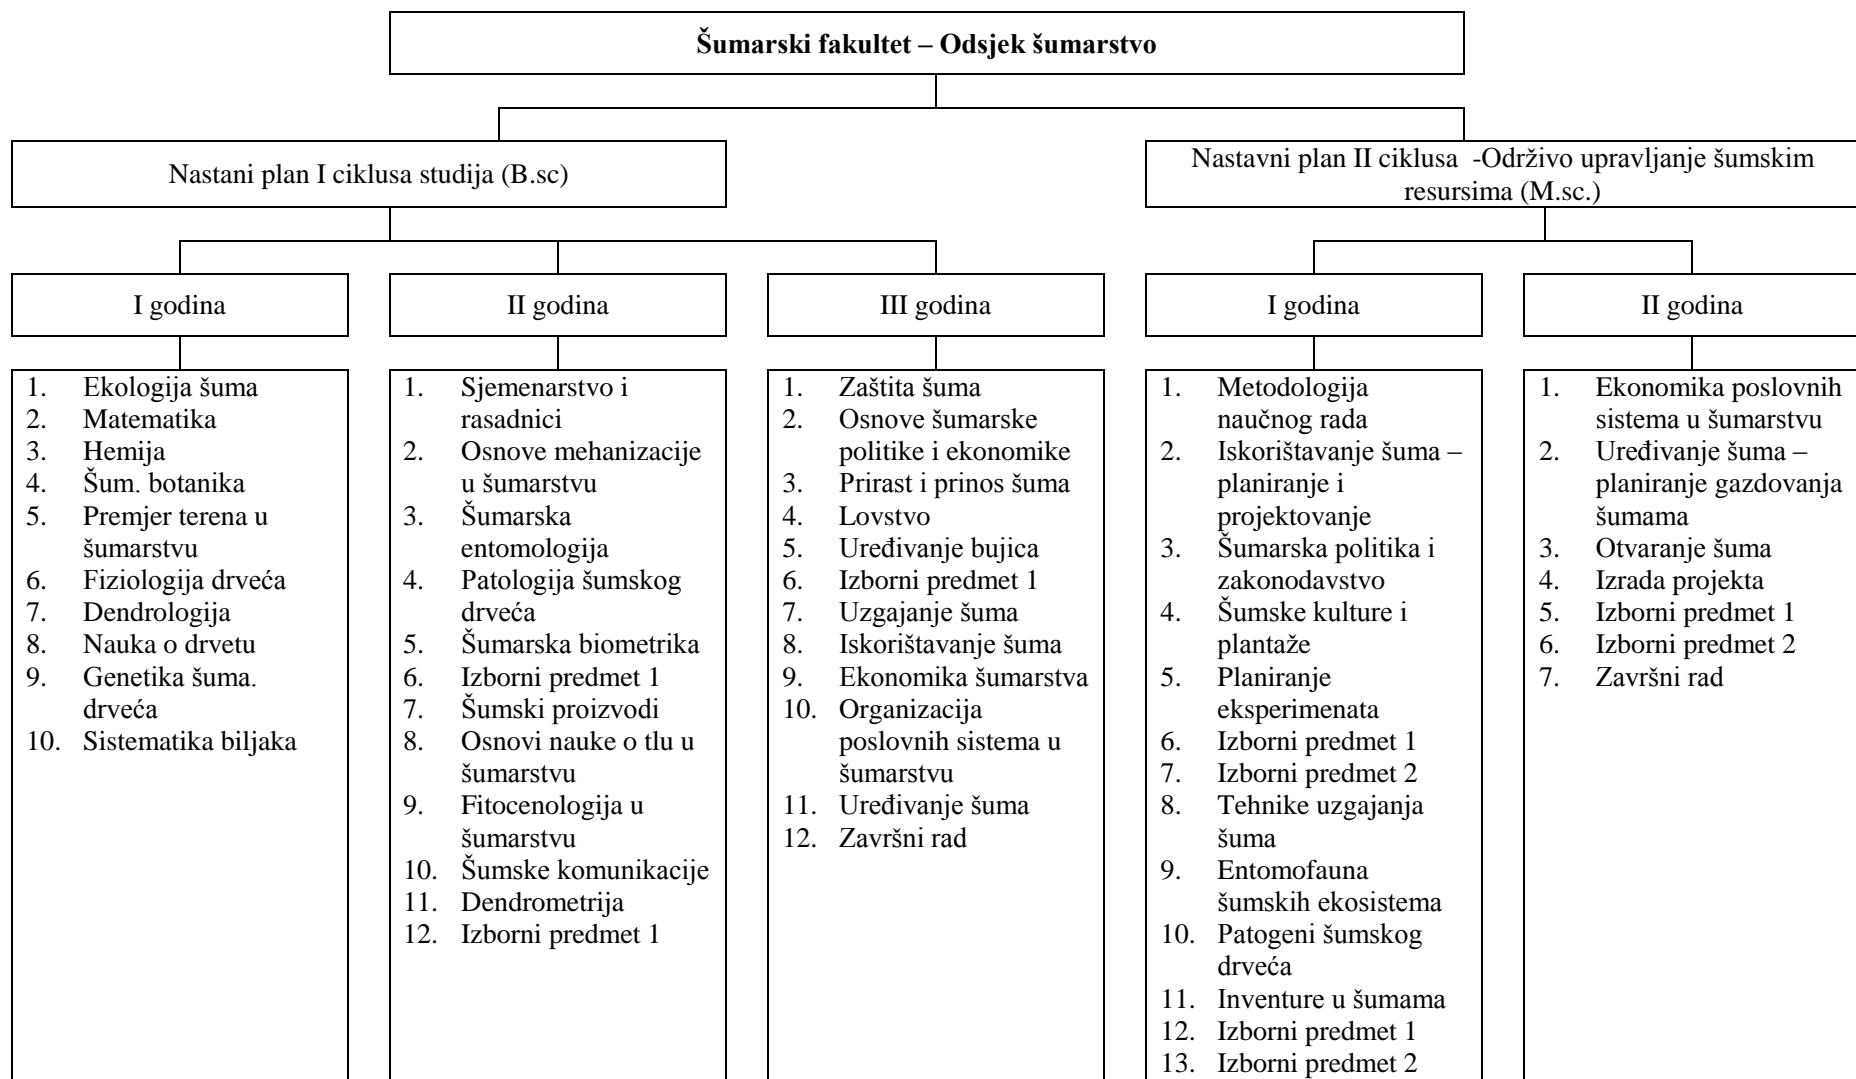 Šumarski fakultet – Odsjek šumarstvo
Nastani plan I ciklusa studija (B.sc)
Nastavni plan II ciklusa -Održivo upravljanje šumskim
resursima (M.sc.)
I godina
II godina
III godina
I godina
II godina
1. Ekologija šuma
2. Matematika
3. Hemija
4. Šum. botanika
5. Premjer terena u
šumarstvu
6. Fiziologija drveća
7. Dendrologija
8. Nauka o drvetu
9. Genetika šuma.
drveća
10. Sistematika biljaka
1. Sjemenarstvo i
rasadnici
2. Osnove mehanizacije
u šumarstvu
3. Šumarska
entomologija
4. Patologija šumskog
drveća
5. Šumarska biometrika
6. Izborni predmet 1
7. Šumski proizvodi
8. Osnovi nauke o tlu u
šumarstvu
9. Fitocenologija u
šumarstvu
10. Šumske komunikacije
11. Dendrometrija
12. Izborni predmet 1
1. Zaštita šuma
2. Osnove šumarske
politike i ekonomike
3. Prirast i prinos šuma
4. Lovstvo
5. Uređivanje bujica
6. Izborni predmet 1
7. Uzgajanje šuma
8. Iskorištavanje šuma
9. Ekonomika šumarstva
10. Organizacija
poslovnih sistema u
šumarstvu
11. Uređivanje šuma
12. Završni rad
1. Metodologija
naučnog rada
2. Iskorištavanje šuma –
planiranje i
projektovanje
3. Šumarska politika i
zakonodavstvo
4. Šumske kulture i
plantaže
5. Planiranje
eksperimenata
6. Izborni predmet 1
7. Izborni predmet 2
8. Tehnike uzgajanja
šuma
9. Entomofauna
šumskih ekosistema
10. Patogeni šumskog
drveća
11. Inventure u šumama
12. Izborni predmet 1
13. Izborni predmet 2
1. Ekonomika poslovnih
sistema u šumarstvu
2. Uređivanje šuma –
planiranje gazdovanja
šumama
3. Otvaranje šuma
4. Izrada projekta
5. Izborni predmet 1
6. Izborni predmet 2
7. Završni rad